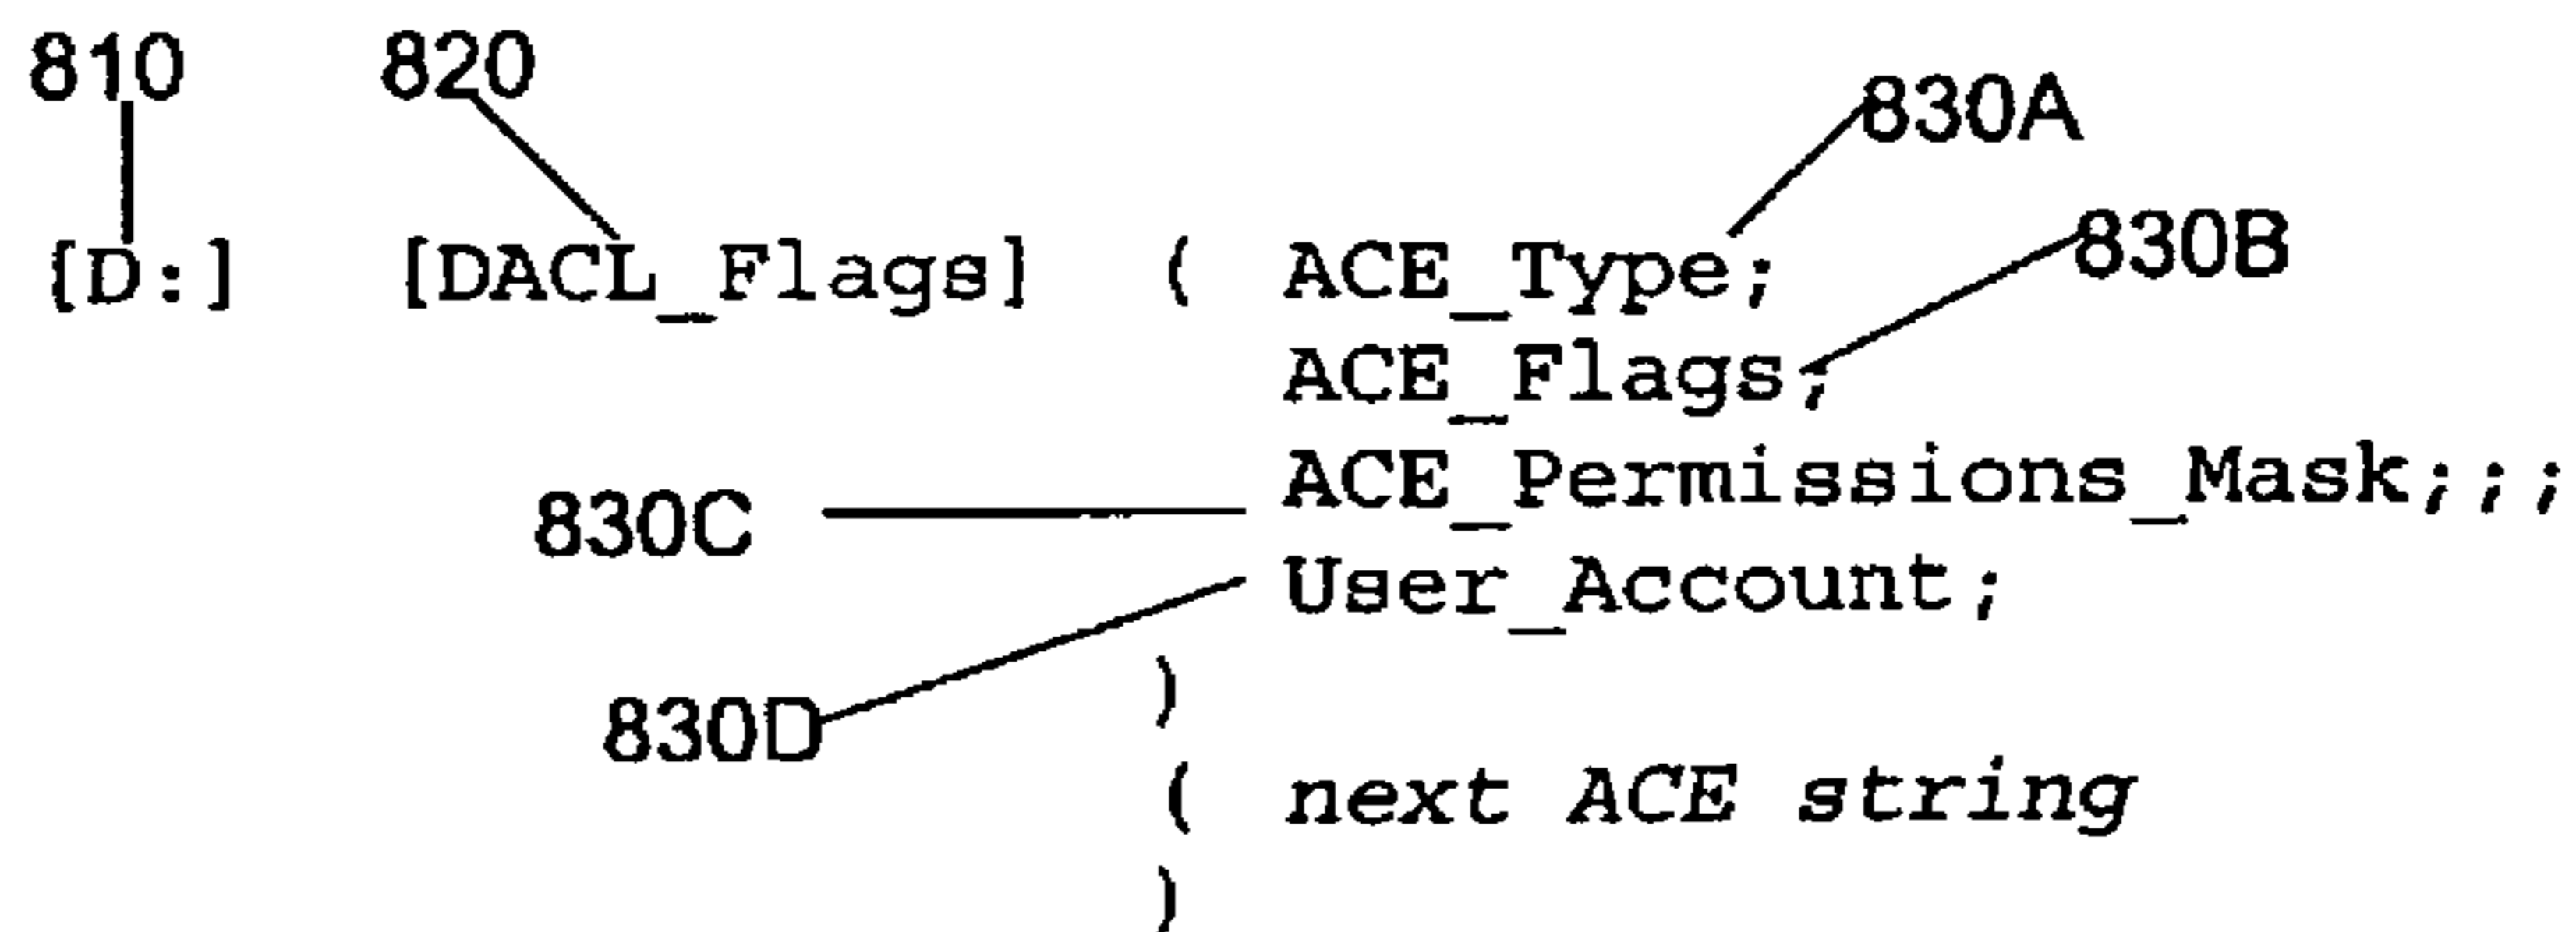 810 820
830A
830B
[D:] [DACL_Flags] ( ACE_Type;
ACE_Flags;
830C ACE_Permissions_Mask;;;
User_Account;
830D
)
( next ACE string
)